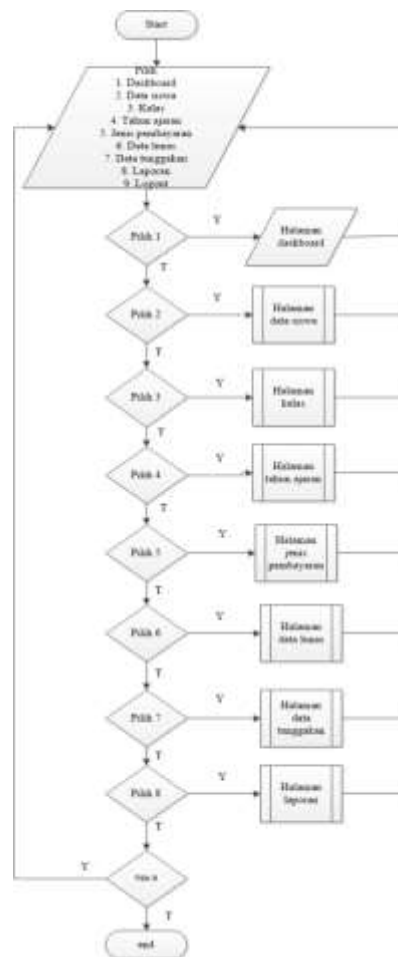 Start
Pilih
1. Dashboard
2. Data siswa
3. Kelas
4. Tahun ajaran
5. Jenis pembayaran
6. Data lunas
7. Data tunggakan
8. Laporan
9. Logout
Pilih 1
Y
Halaman
dashboard
T
Pilih 2
Y
Halaman
data siswa
T
Pilih 3
Y
Halaman
kelas
T
Pilih 4
Y
Halaman
tahun ajaran
T
Pilih 5
Y
Halaman
jenis
pembayaran
T
Pilih 6
Y
Halaman
data lunas
T
Pilih 7
Y
Halaman
data
tunggakan
T
Pilih 8
Y
Halaman
laporan
T
Y
T
end